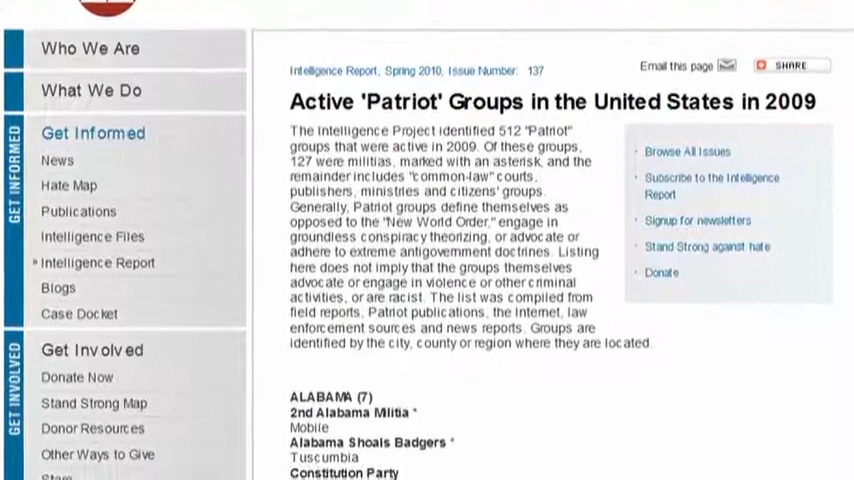 Who We Are
What We Do
GET INFORMED
Get Informed
News
Hate Map
Publications
Intelligence Files
» Intelligence Report
Blogs
Case Docket
GET INVOLVED
Get Involved
Donate Now
Stand Strong Map
Donor Resources
Other Ways to Give
Intelligence Report, Spring 2010, Issue Number: 137
Email this page
SHARE
Active 'Patriot' Groups in the United States in 2009
The Intelligence Project identified 512 "Patriot"
groups that were active in 2009. Of these groups,
127 were militias, marked with an asterisk, and the
remainder includes "common-law" courts,
publishers, ministries and citizens' groups.
Generally, Patriot groups define themselves as
opposed to the "New World Order," engage in
groundless conspiracy theorizing, or advocate or
adhere to extreme antigovernment doctrines. Listing
here does not imply that the groups themselves
advocate or engage in violence or other criminal
activities, or are racist. The list was compiled from
field reports, Patriot publications, the Internet, law
enforcement sources and news reports. Groups are
identified by the city, county or region where they are located.
Browse All Issues
Subscribe to the Intelligence
Report
Signup for newsletters
Stand Strong against hate
Donate
ALABAMA (7)
2nd Alabama Militia *
Mobile
Alabama Shoals Badgers *
Tuscumbia
Constitution Party